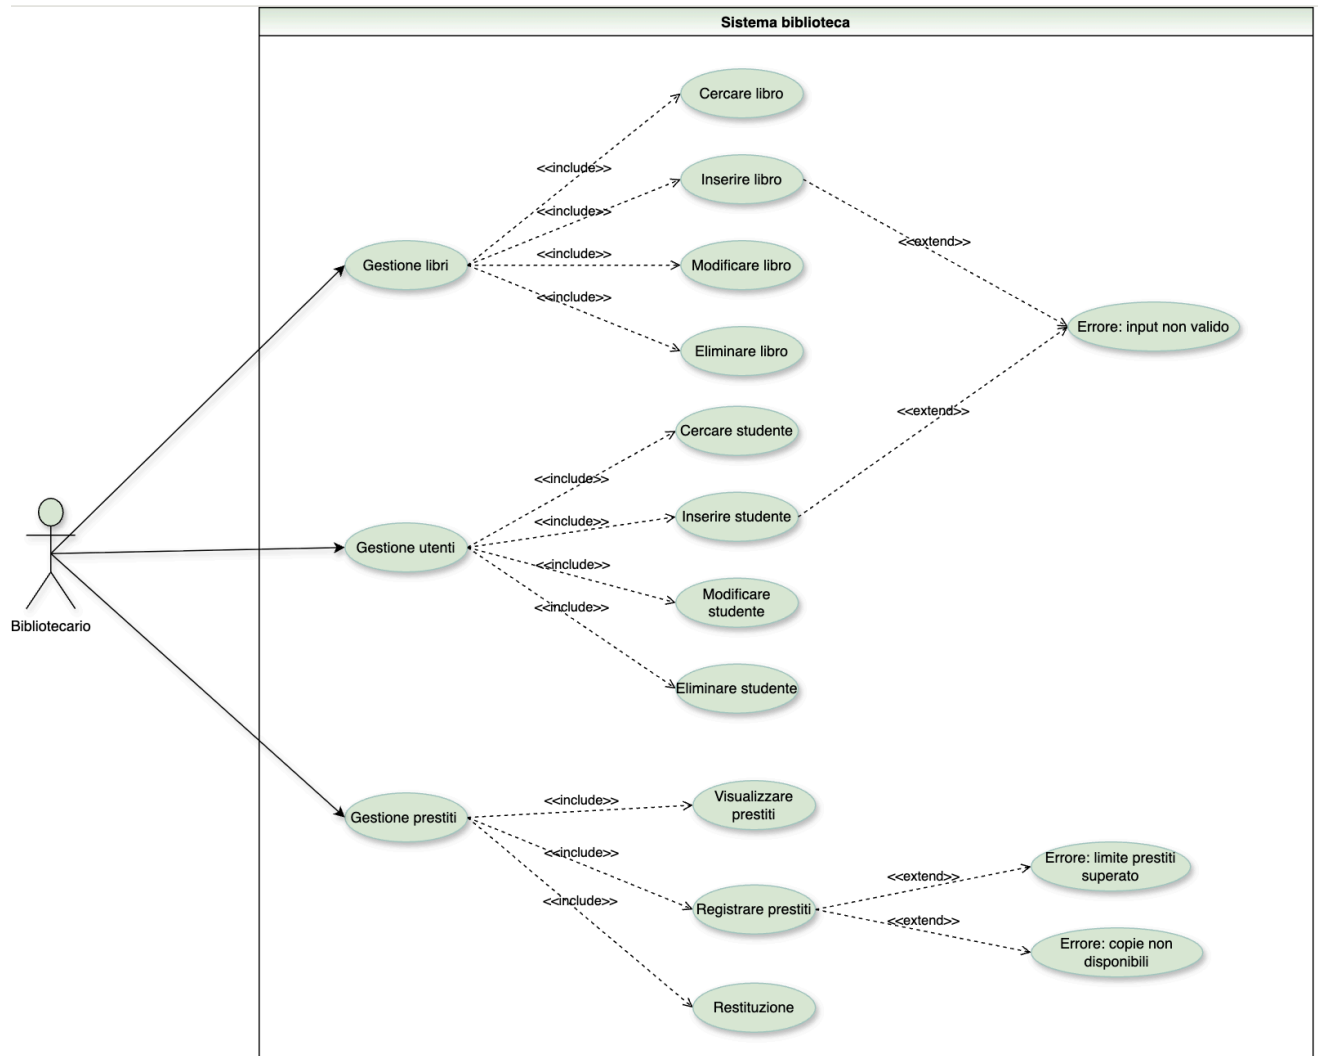 Sistema biblioteca
Cercare libro
<<include>>
Inserire libro
<<include>>
<<extend>>
<<include>>
Gestione libri
Modificare libro
<<include>>
Errore: input non valido
Eliminare libro
<<extend>>
Cercare studente
<<include>>
Inserire studente
<<include>>
Gestione utenti
<<include>>
Modificare
studente
<<include>>
Bibliotecario
Eliminare studente
Visualizzare
prestiti
<<include>>
Gestione prestiti
<<include>>
Errore: limite prestiti
superato
<<extend>>
<<include>>
Registrare prestiti
<<extend>>
Errore: copie non
disponibili
Restituzione